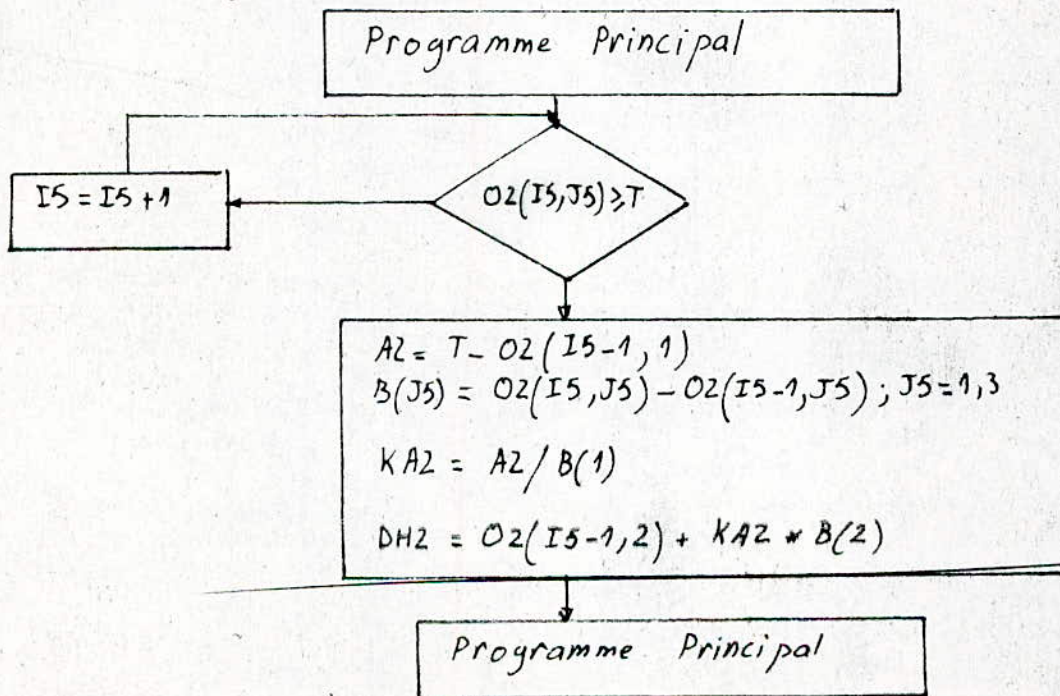 Programme Principal
I5 = I5 + 1
O2(I5,J5) ≥ T
A2 = T - O2(I5-1, 1)
B(J5) = O2(I5,J5) - O2(I5-1,J5) ; J5=1,3
KA2 = A2 / B(1)
DH2 = O2(I5-1,2) + KA2 * B(2)
Programme Principal